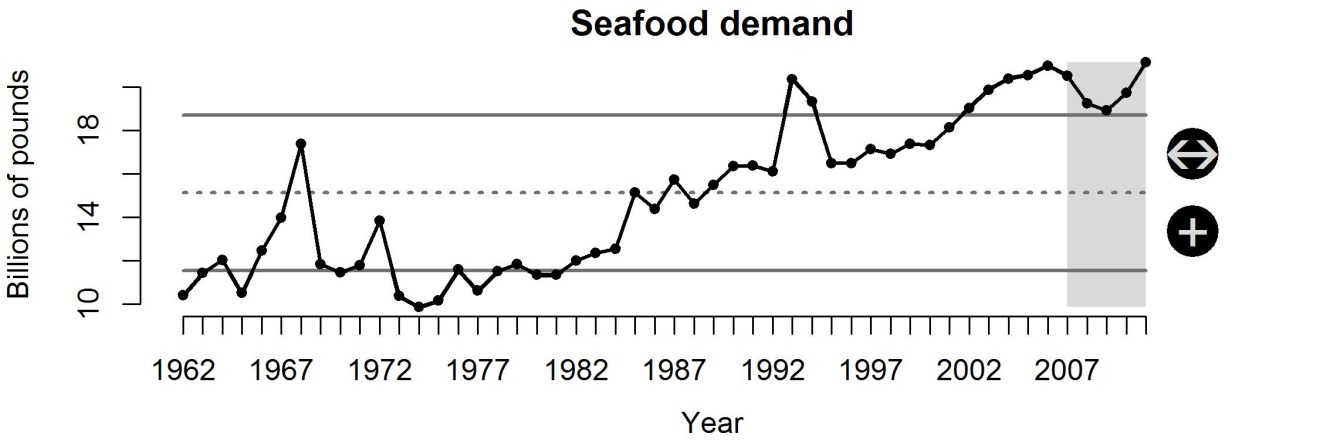 Seafood demand
Billions of pounds
18
14
10
1962 1967 1972 1977 1982 1987 1992 1997 2002 2007
Year